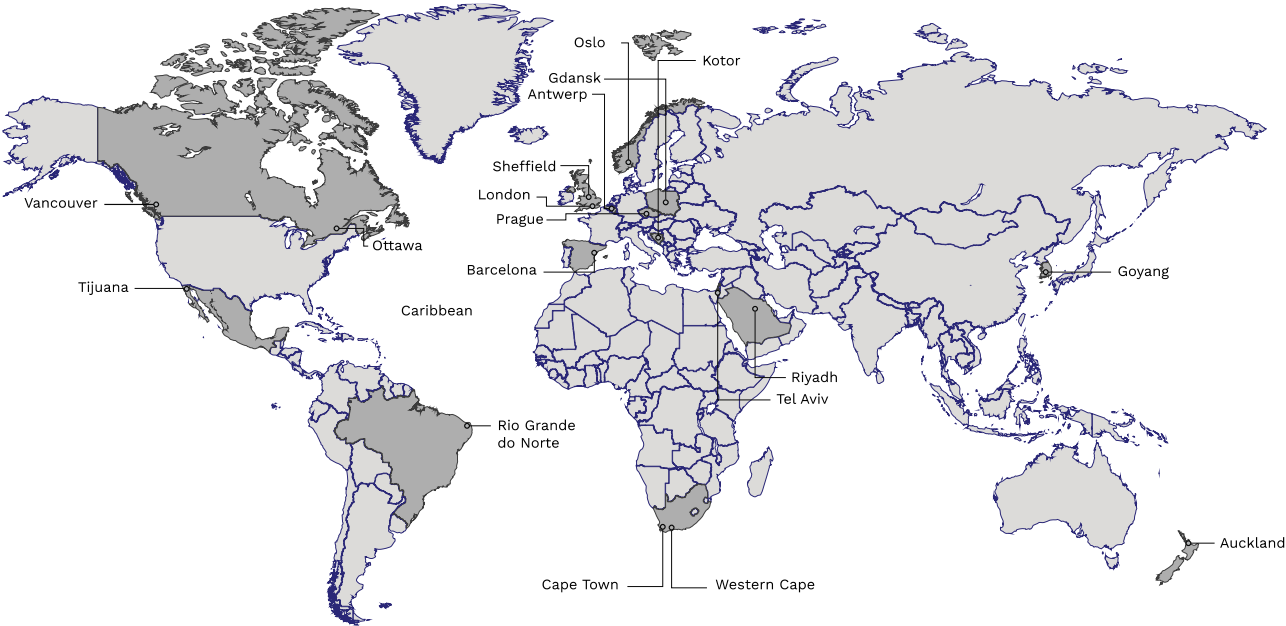 Oslo
Kotor
Gdansk
Antwerp
Sheffield
London
Vancouver
Prague
Ottawa
Barcelona
Goyang
Tijuana
Caribbean
Riyadh
Tel Aviv
Rio Grande
do Norte
Auckland
Cape Town
Western Cape